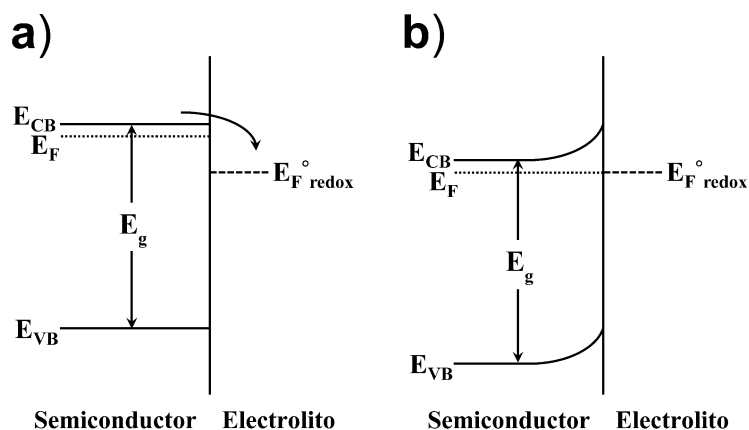 a)
E_CB
E_F
E_F°redox
E_g
E_VB
Semiconductor Electrolito
b)
E_CB
E_F
E_F°redox
E_g
E_VB
Semiconductor Electrolito